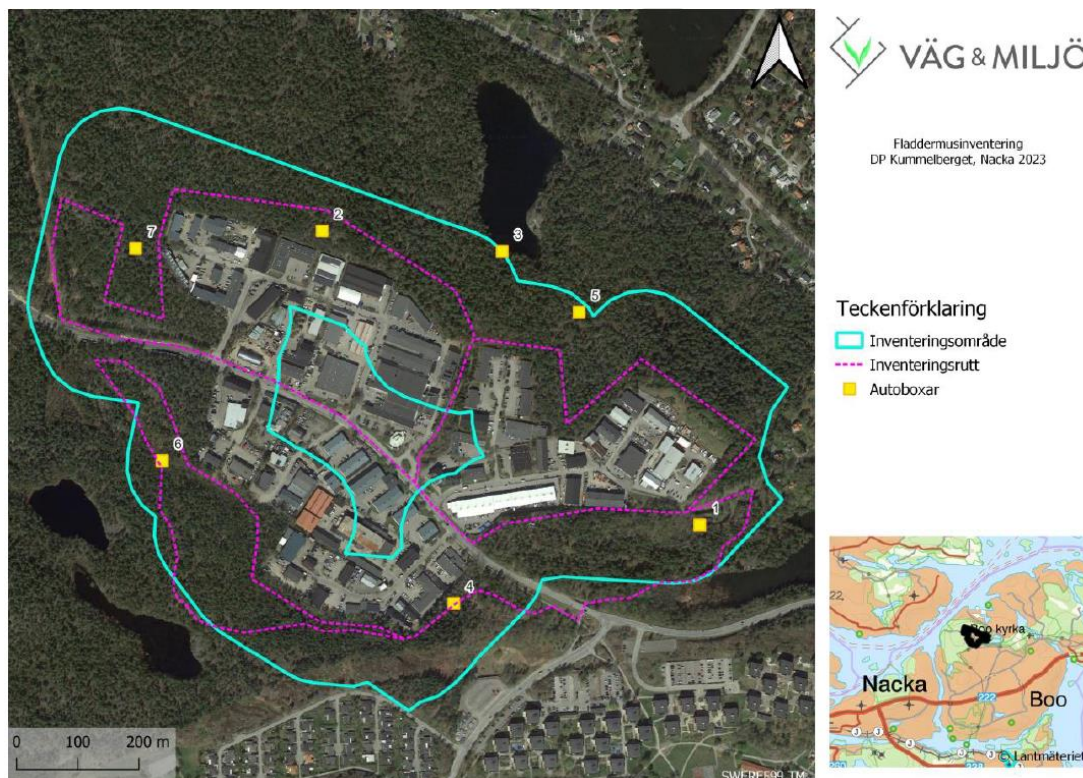 VÄG & MILJÖ
Fladdermusinventering
DP Kummelberget, Nacka 2023
Teckenförklaring
Inventeringsområde
Inventeringsrutt
Autoboxar
7
2
3
5
6
1
4
0 100 200 m
SWEREF99 TM
22
Boo kyrka
Nacka
222
Boo
© Lantmäteriet